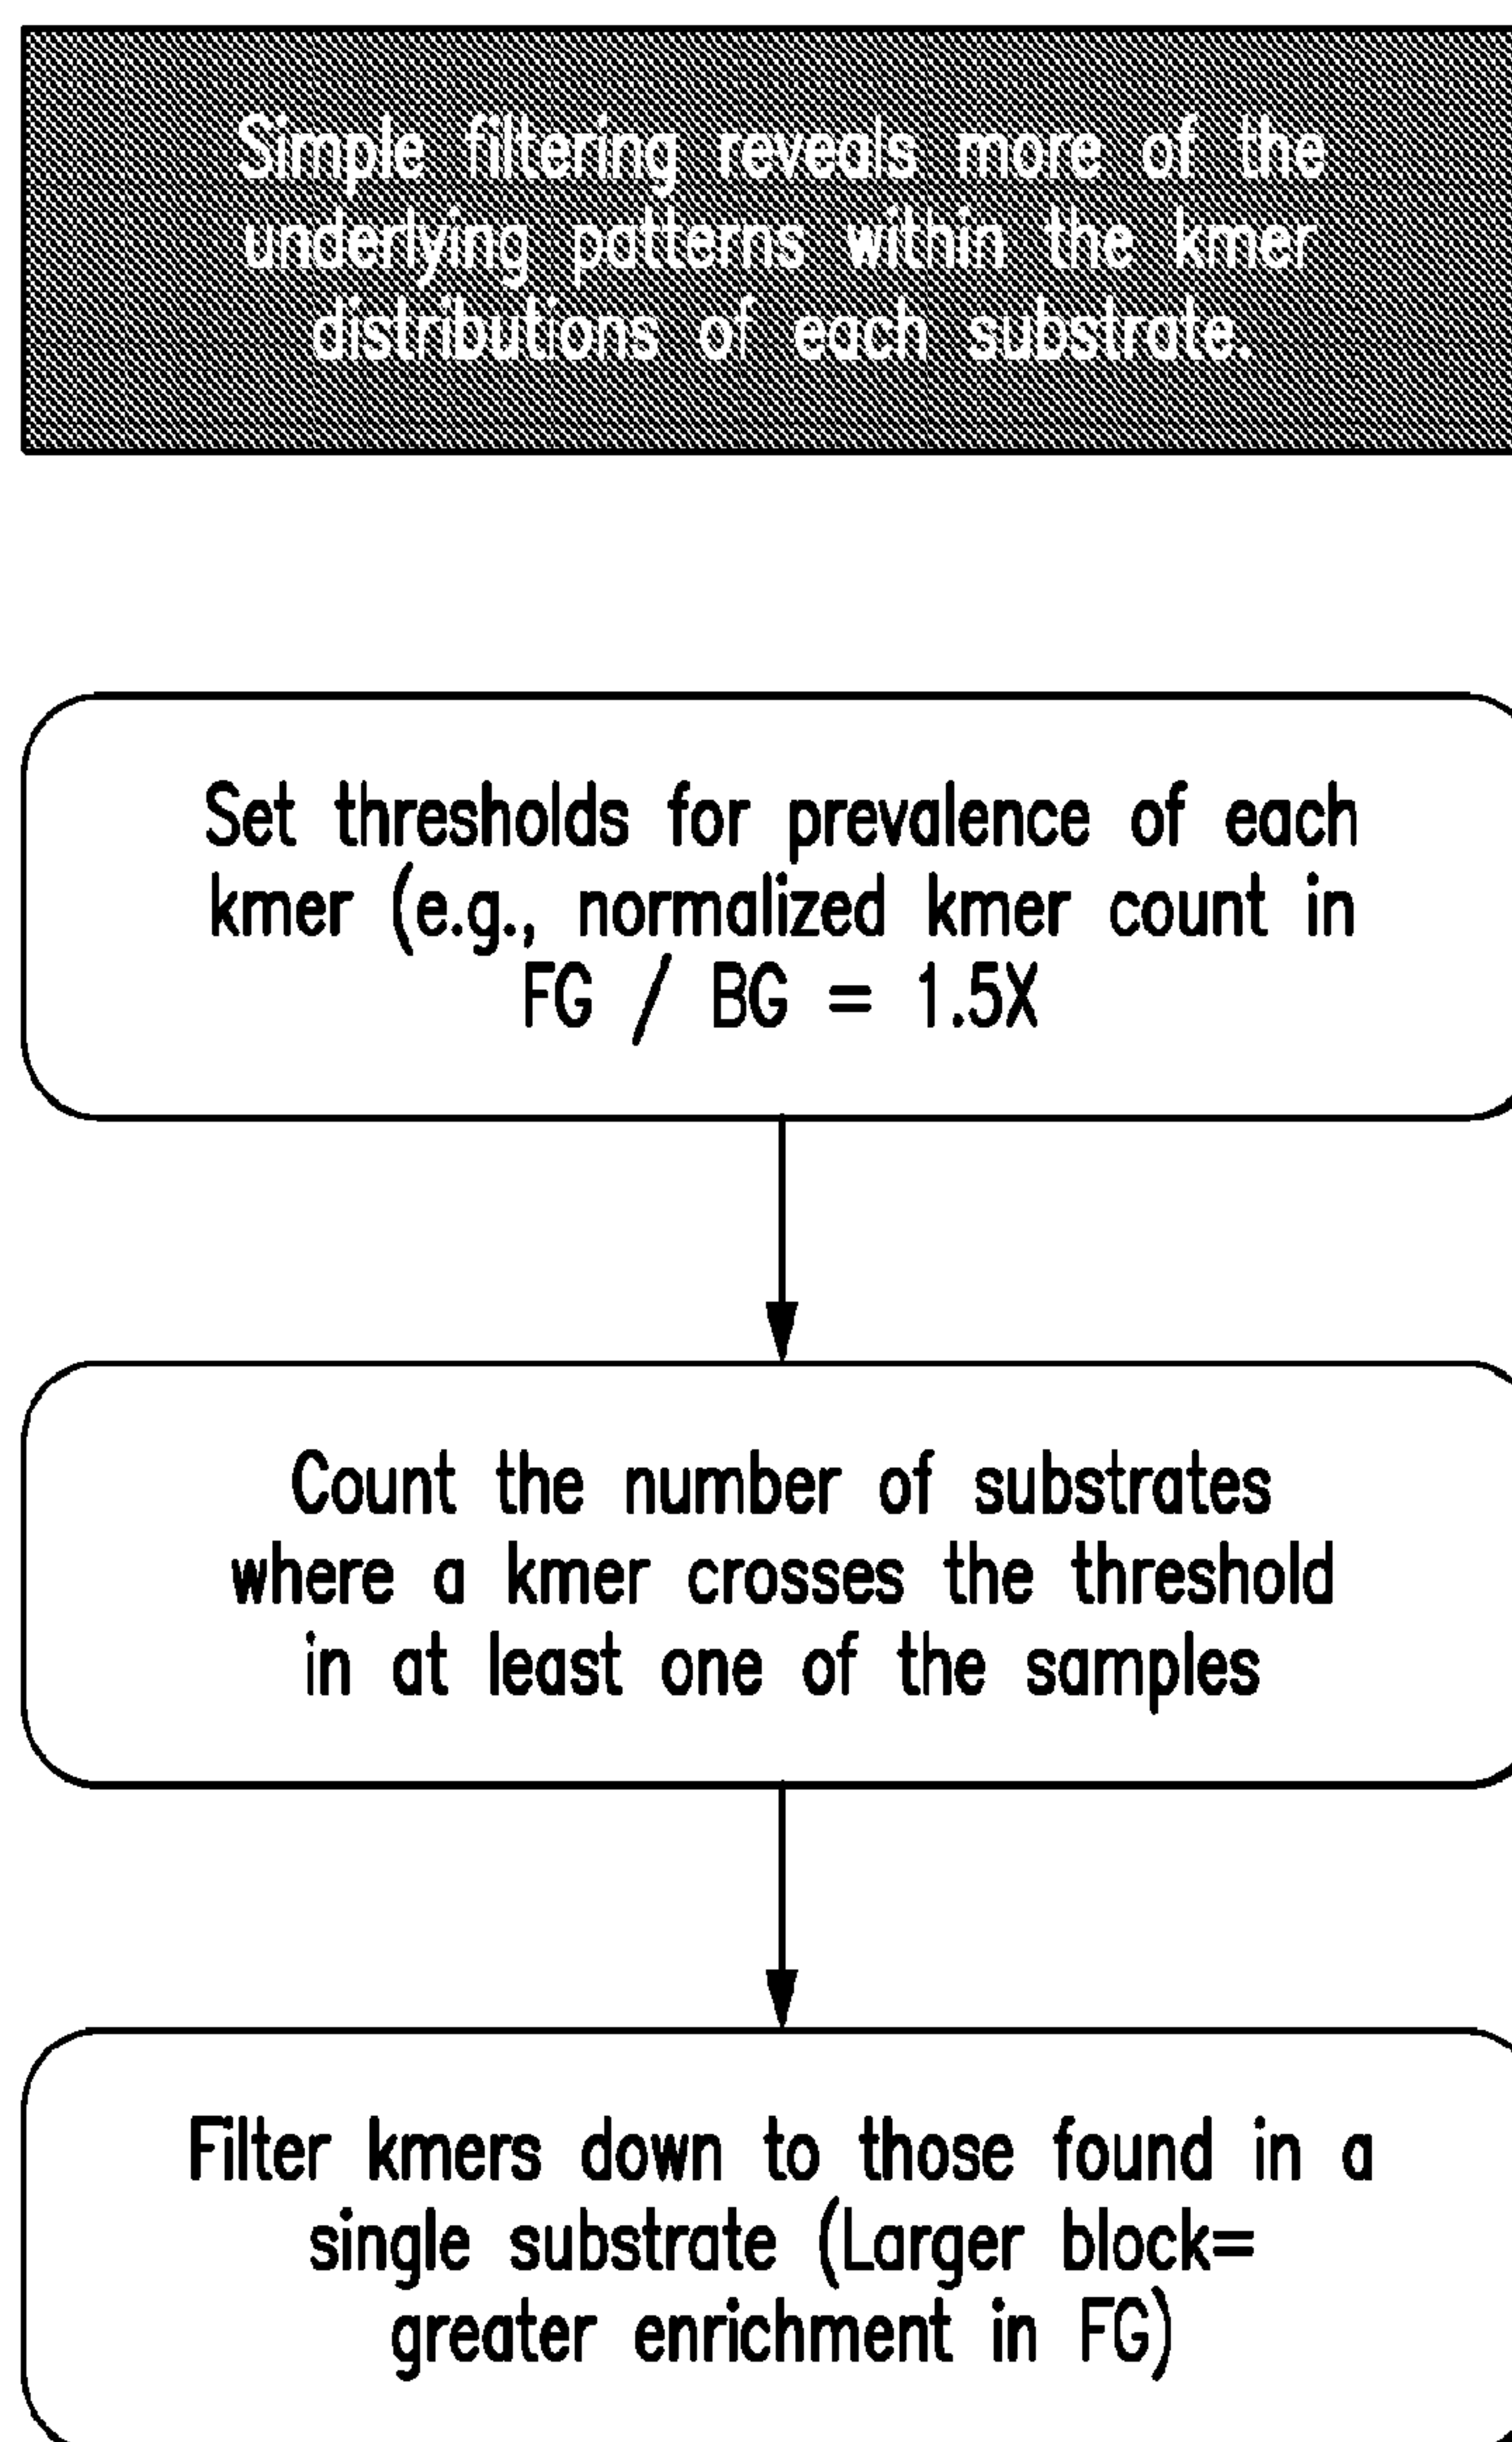 Simple filtering reveals more of the
underlying patterns within the kmer
distributions of each substrate.
Set thresholds for prevalence of each
kmer (e.g., normalized kmer count in
FG / BG = 1.5X
Count the number of substrates
where a kmer crosses the threshold
in at least one of the samples
Filter kmers down to those found in a
single substrate (Larger block=
greater enrichment in FG)